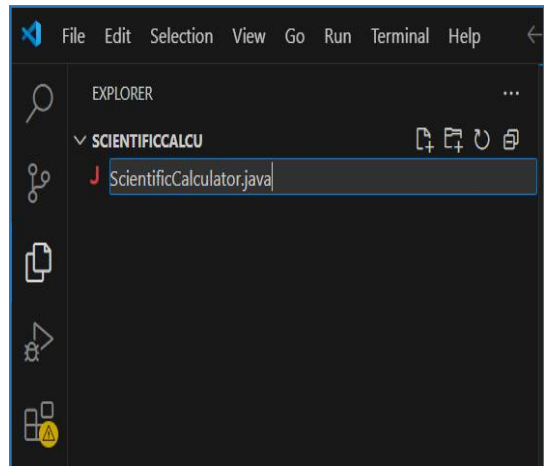 File Edit Selection View Go Run Terminal Help
EXPLORER
SCIENTIFICCALCU
J ScientificCalculator.java